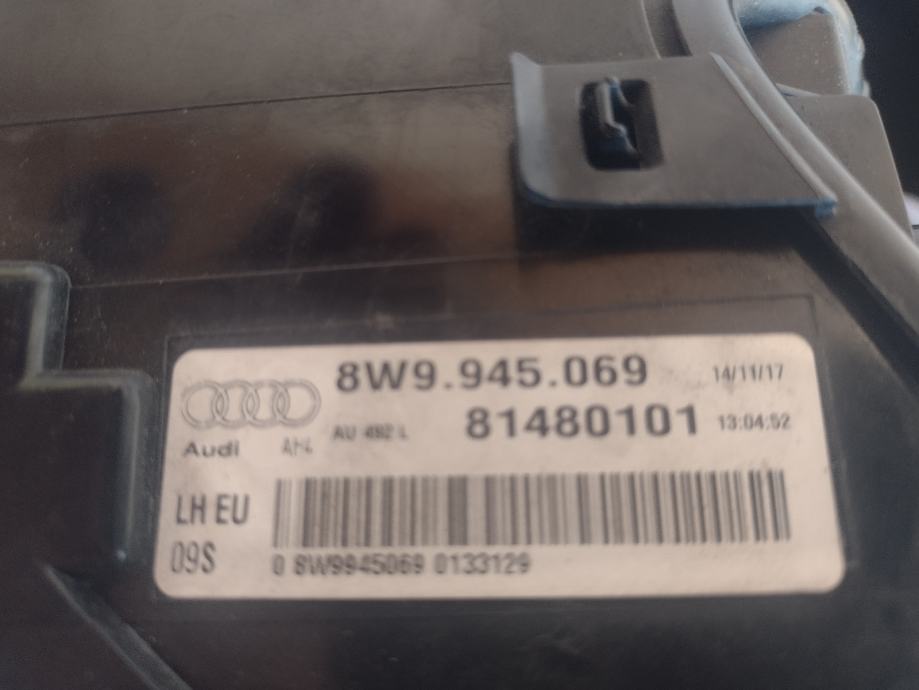 8W9.945.069 14/11/17
AU 492 L 81480101 13:04:52
Audi
LH EU
09S
0 8W9945069 0133129